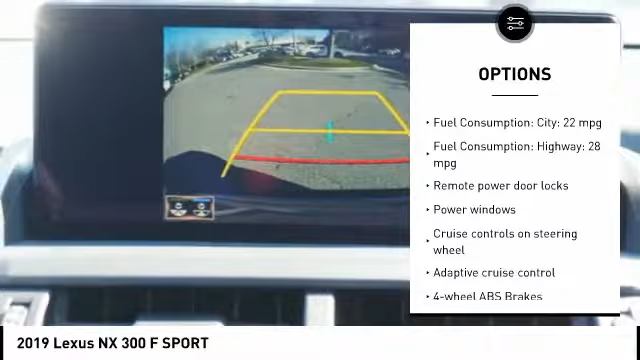 OPTIONS
Fuel Consumption: City: 22 mpg
Fuel Consumption: Highway: 28
mpg
Remote power door locks
Power windows
Cruise controls on steering
wheel
Adaptive cruise control
4-wheel ABS Brakes
2019 Lexus NX 300 F SPORT